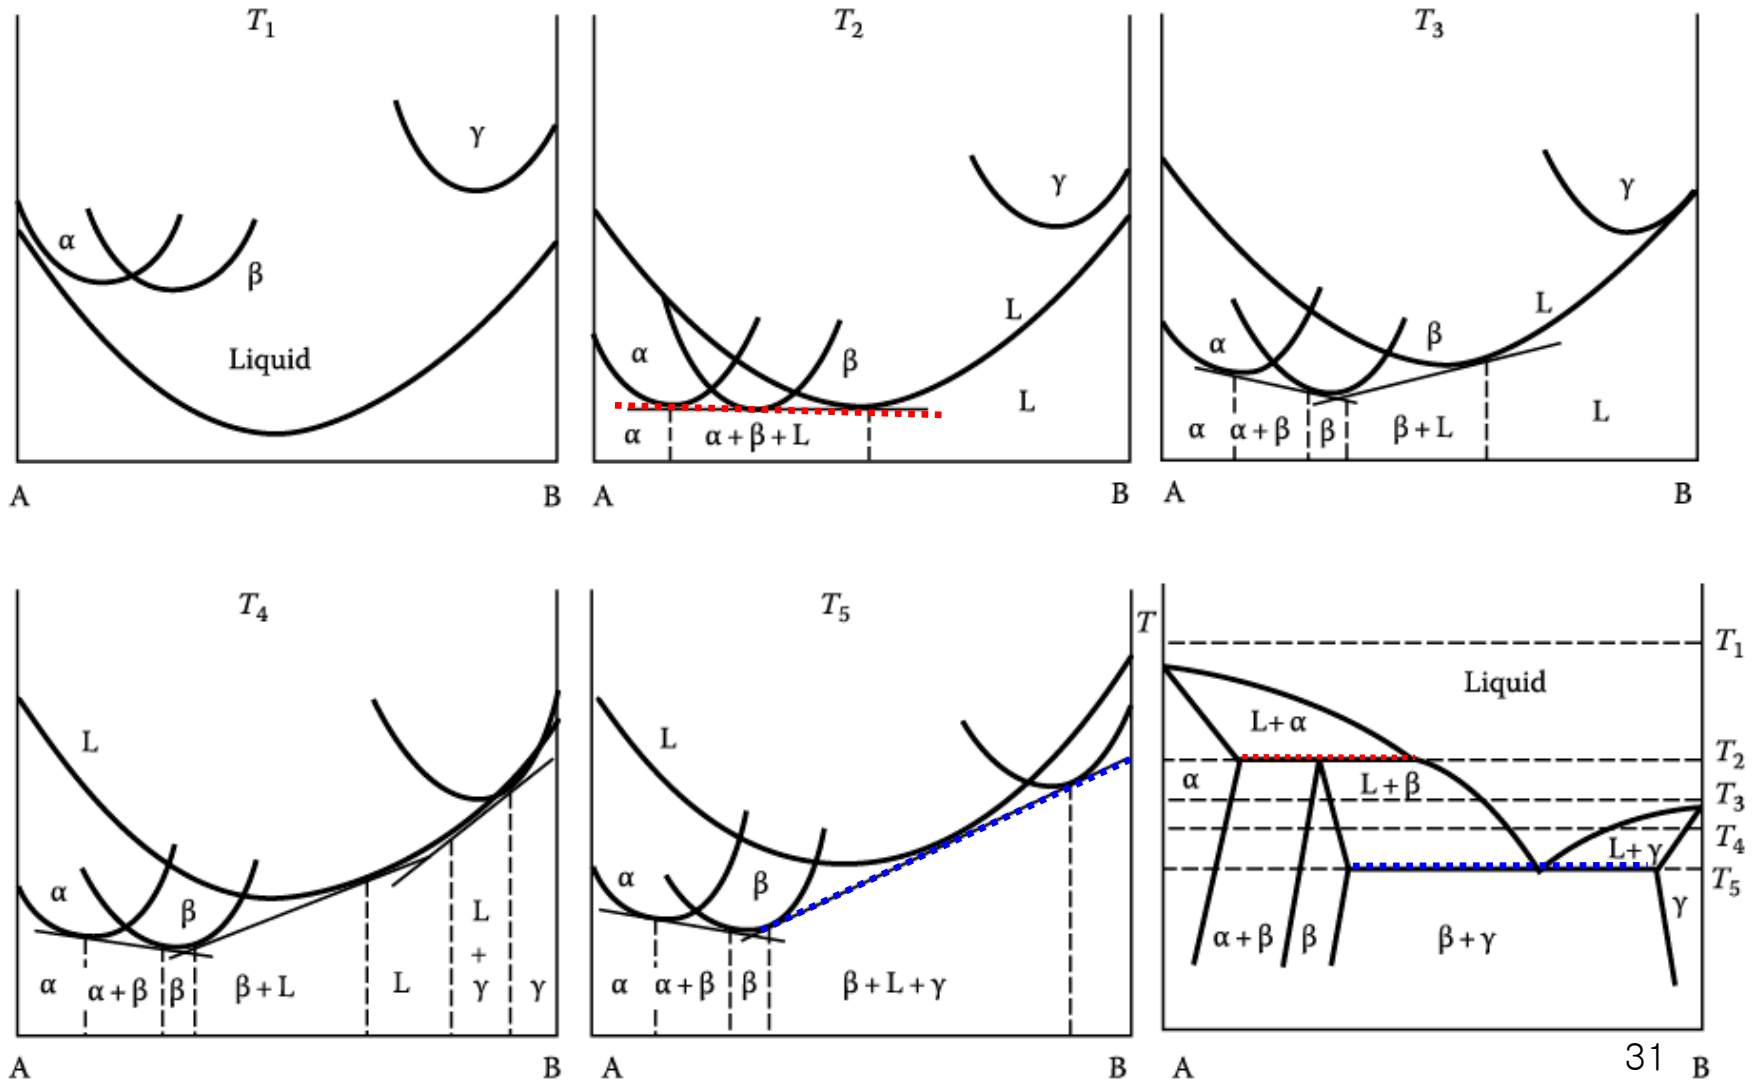 T1
γ
α
β
Liquid
A B
T2
γ
L
α
β
L
α α + β + L
A B
T3
γ
L
β
α
L
α α + β β β + L
A B
T4
L
α
β
L
+
γ
α α + β β β + L L γ
A B
T5
L
α
β
α α + β β β + L + γ
A B
T
T1
Liquid
L + α
T2
α
L + β
T3
T4
L + γ
T5
γ
α + β β β + γ
31
A B